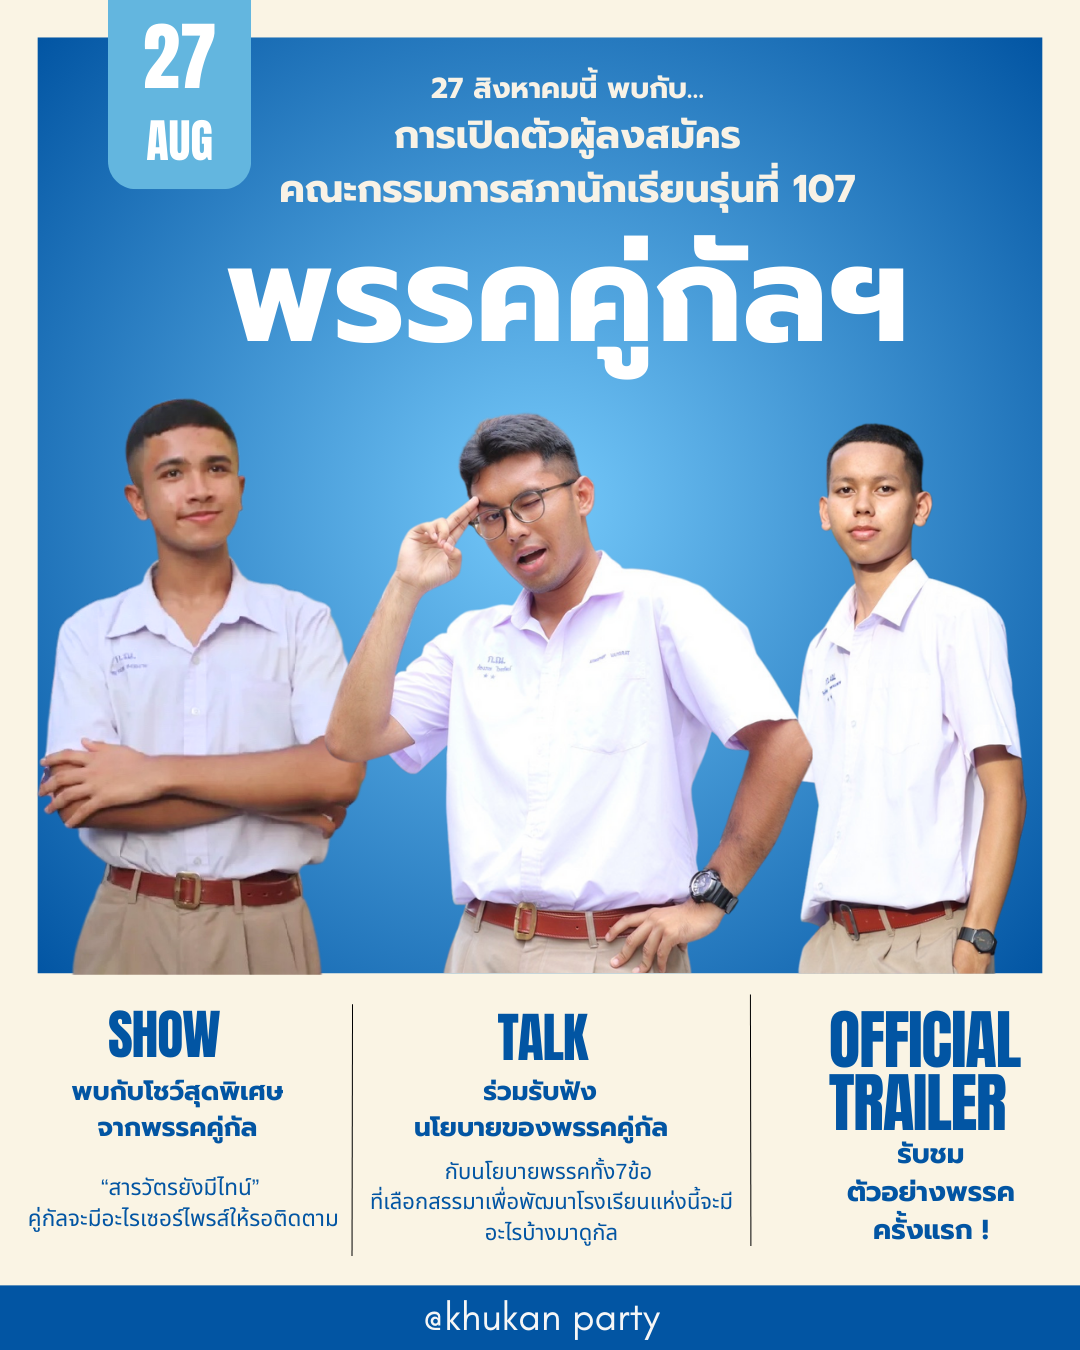 27
AUG
27 สิงหาคมนี้ พบกับ...
การเปิดตัวผู้ลงสมัคร
คณะกรรมการสภานักเรียนรุ่นที่ 107
พรรคคู่กัลฯ
SHOW
พบกับโชว์สุดพิเศษ
จากพรรคคู่กัล
“สารวัตรยังมีไทน์”
คู่กัลจะมีอะไรเซอร์ไพรส์ให้รอติดตาม
TALK
ร่วมรับฟัง
นโยบายของพรรคคู่กัล
กับนโยบายพรรคทั้ง7ข้อ
ที่เลือกสรรมาเพื่อพัฒนาโรงเรียนแห่งนี้จะมี
อะไรบ้างมาดูกัล
OFFICIAL
TRAILER
รับชม
ตัวอย่างพรรค
ครั้งแรก !
@khukan party